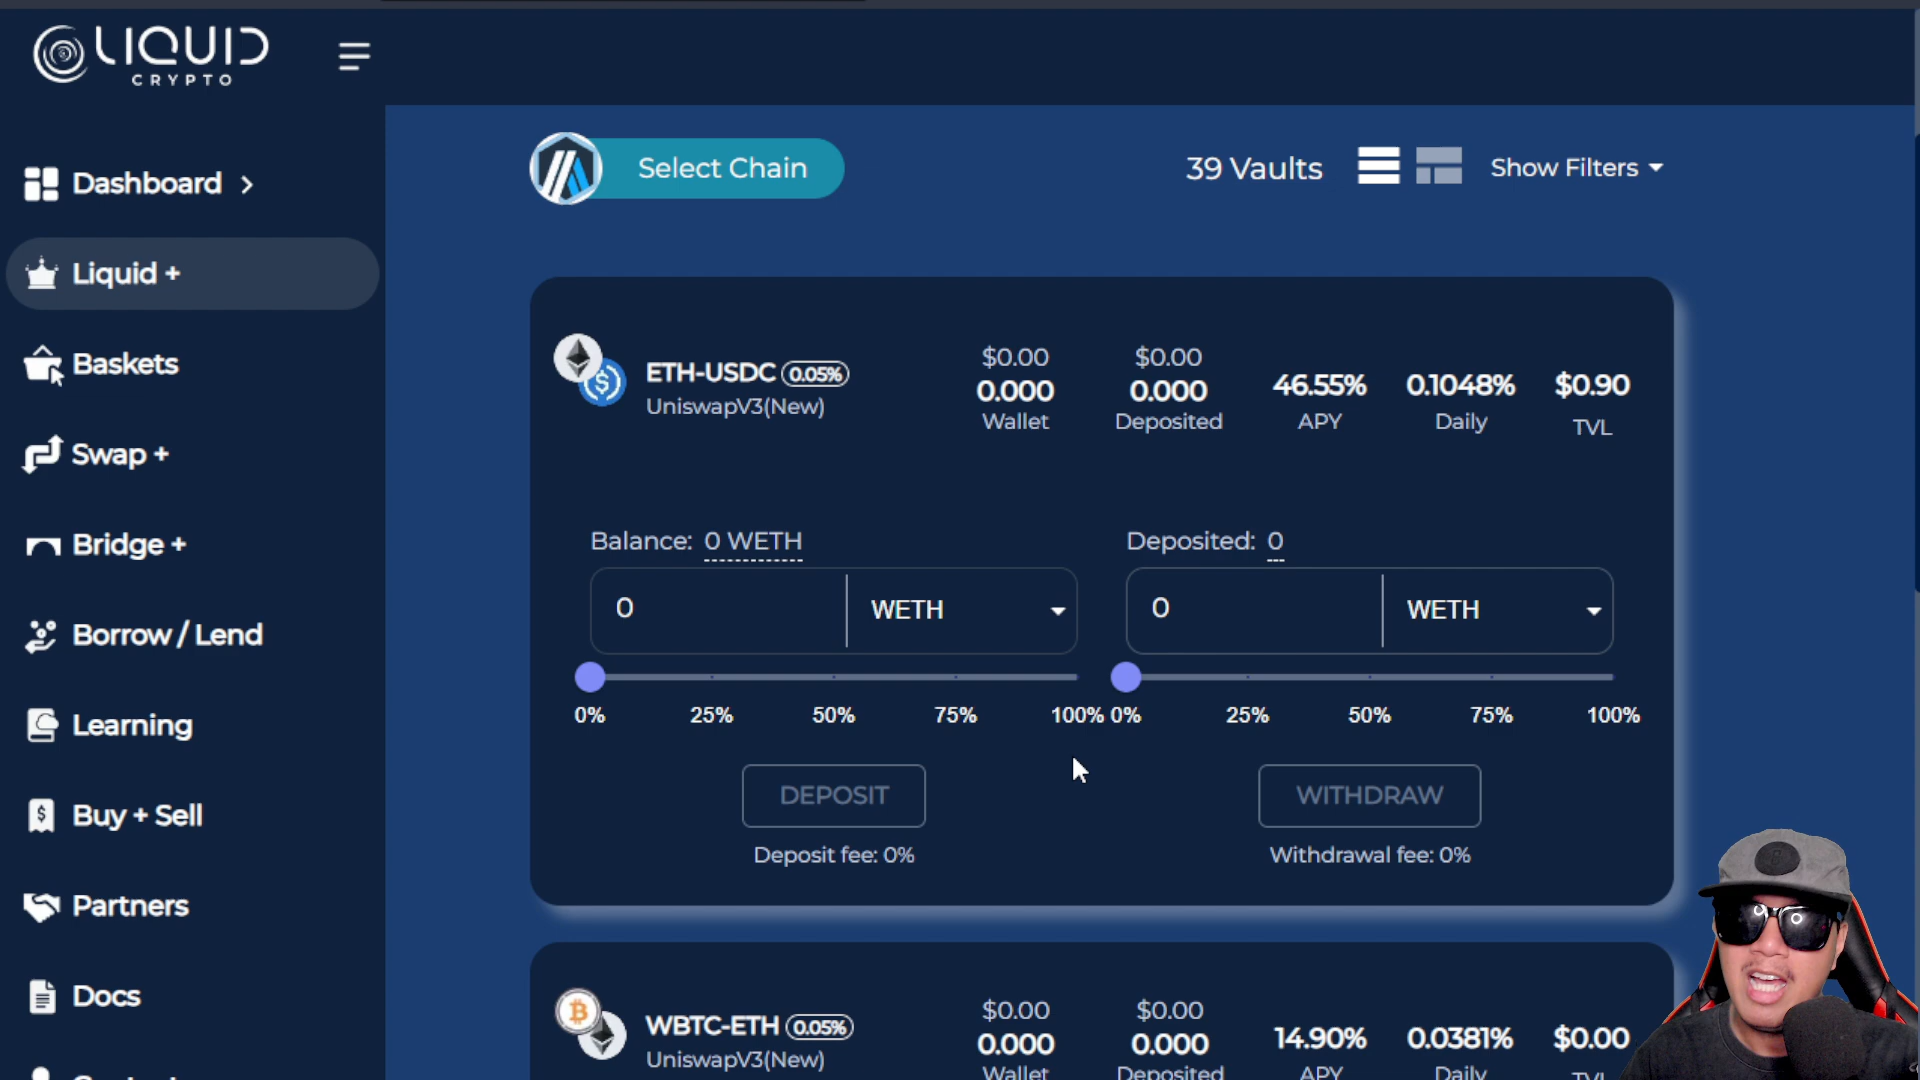 LIQUID
CRYPTO
Dashboard
Liquid +
Baskets
Swap +
Bridge +
Borrow / Lend
Learning
Buy + Sell
Partners
Docs
Select Chain
39 Vaults
Show Filters
ETH-USDC 0.05%
UniswapV3(New)
$0.00
0.000
Wallet
$0.00
0.000
Deposited
46.55%
APY
0.1048%
Daily
$0.90
TVL
Balance: 0 WETH
0
WETH
0% 25% 50% 75% 100%
DEPOSIT
Deposit fee: 0%
Deposited: 0
0
WETH
0% 25% 50% 75% 100%
WITHDRAW
Withdrawal fee: 0%
WBTC-ETH 0.05%
UniswapV3(New)
$0.00
0.000
Wallet
$0.00
0.000
Deposited
14.90%
APY
0.0381%
Daily
$0.00
TVL